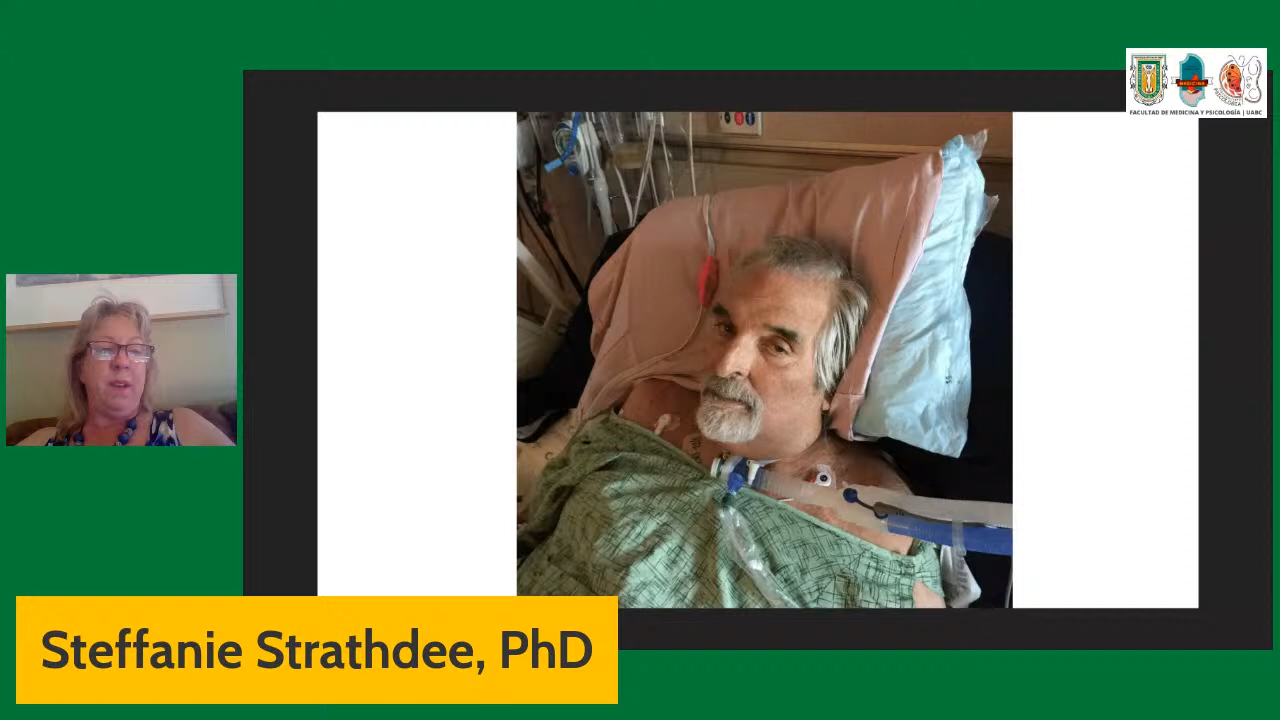 FACULTAD DE MEDICINA Y PSICOLOGÍA | UABC
Steffanie Strathdee, PhD